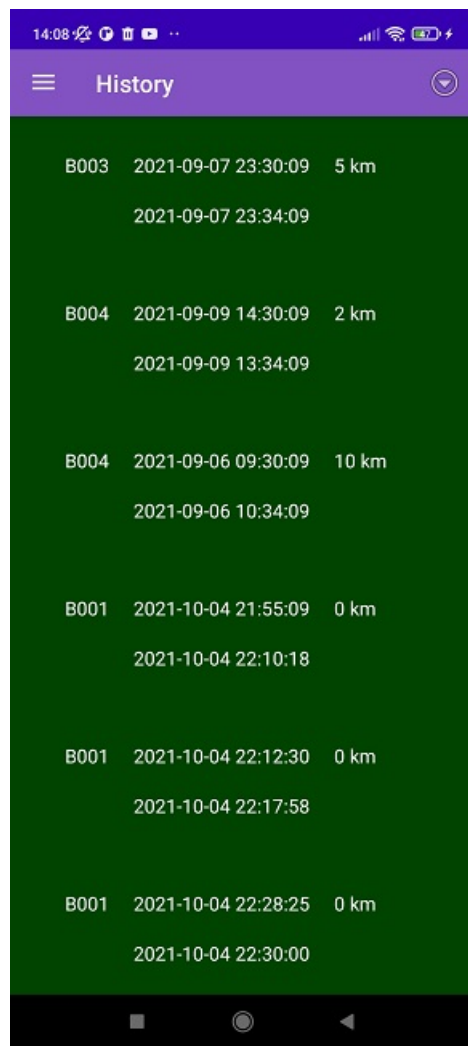 14:08
47
History
B003 2021-09-07 23:30:09 5 km
2021-09-07 23:34:09
B004 2021-09-09 14:30:09 2 km
2021-09-09 13:34:09
B004 2021-09-06 09:30:09 10 km
2021-09-06 10:34:09
B001 2021-10-04 21:55:09 0 km
2021-10-04 22:10:18
B001 2021-10-04 22:12:30 0 km
2021-10-04 22:17:58
B001 2021-10-04 22:28:25 0 km
2021-10-04 22:30:00